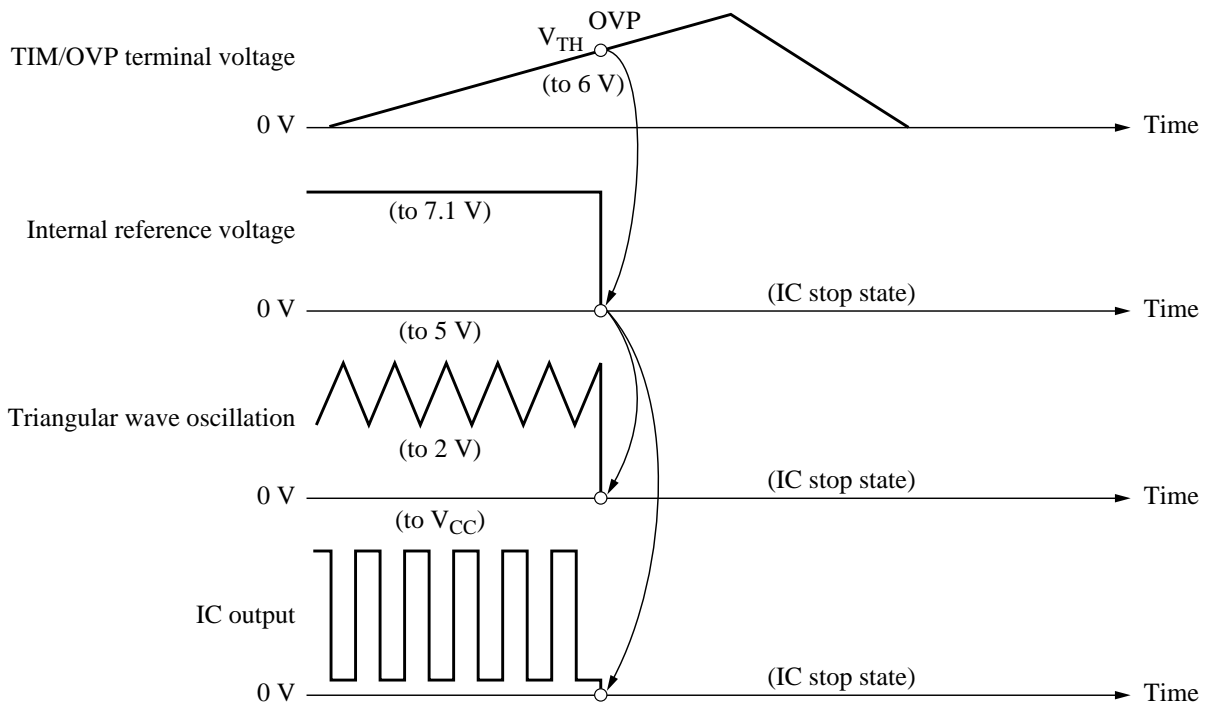 OVP
V_TH
TIM/OVP terminal voltage
(to 6 V)
0 V
Time
(to 7.1 V)
Internal reference voltage
(IC stop state)
0 V
Time
(to 5 V)
Triangular wave oscillation
(to 2 V)
(IC stop state)
0 V
Time
(to V_CC)
IC output
(IC stop state)
0 V
Time